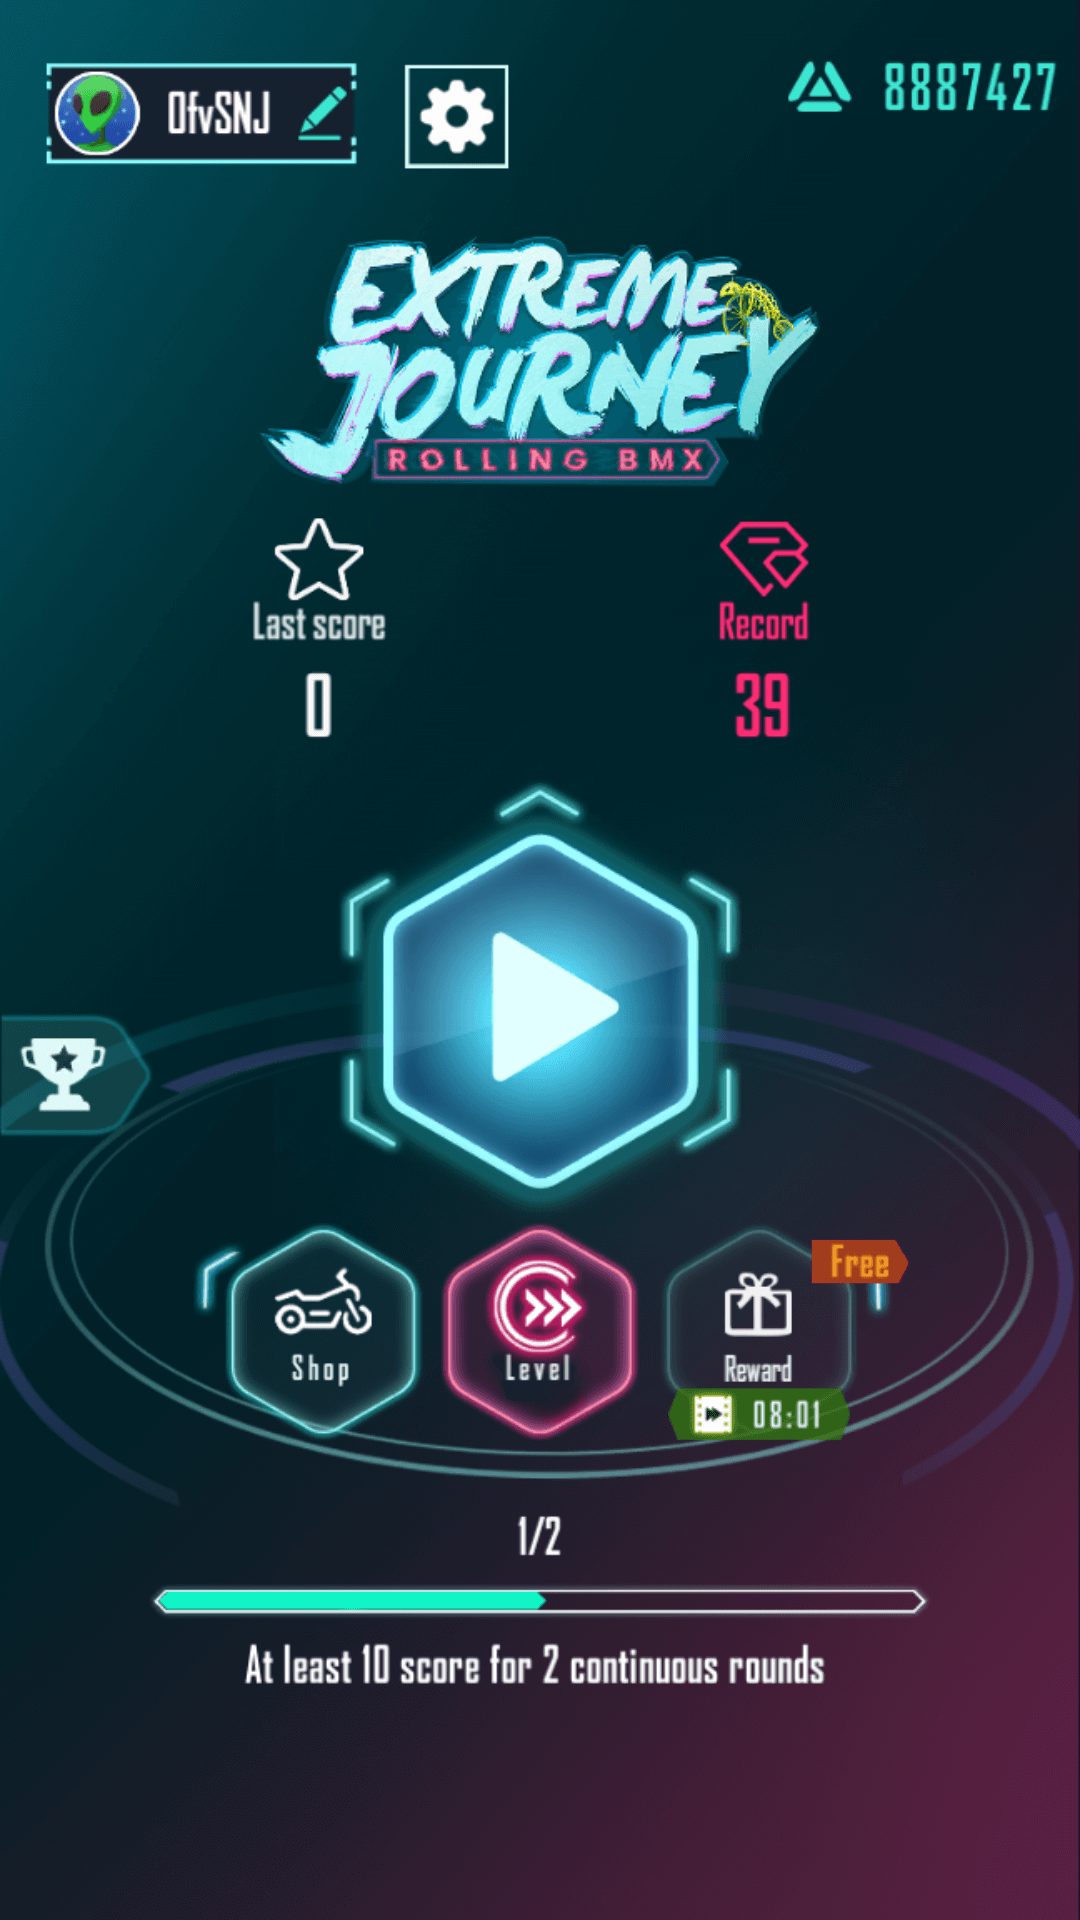 OfvSNJ
8887427
EXTREME
JOURNEY
ROLLING BMX
Last score
Record
0
39
Free
Shop
Level
Reward
08:01
1/2
At least 10 score for 2 continuous rounds